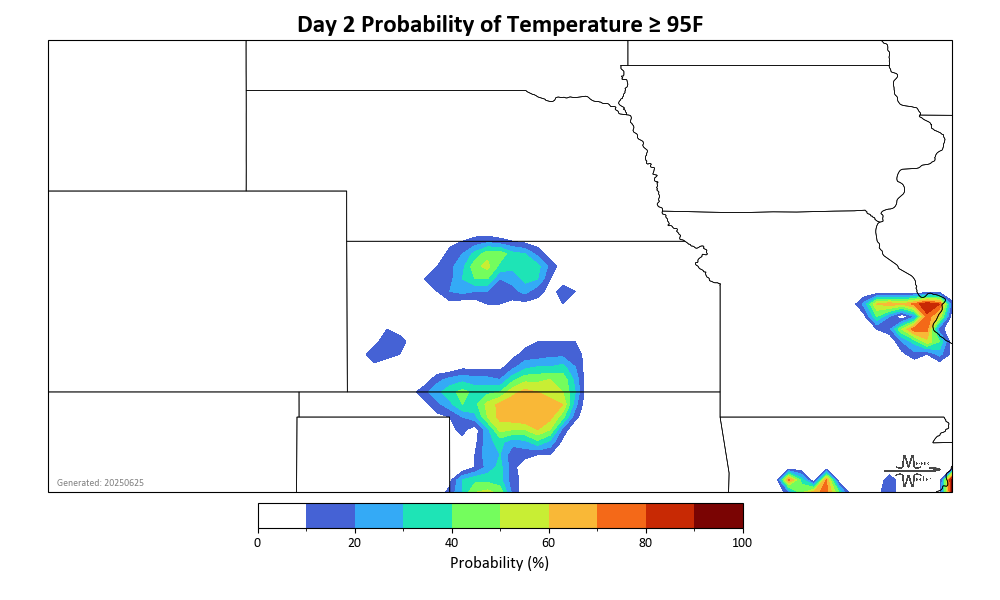 Day 2 Probability of Temperature ≥ 95F
Generated: 20250625
0 20 40 60 80 100
Probability (%)